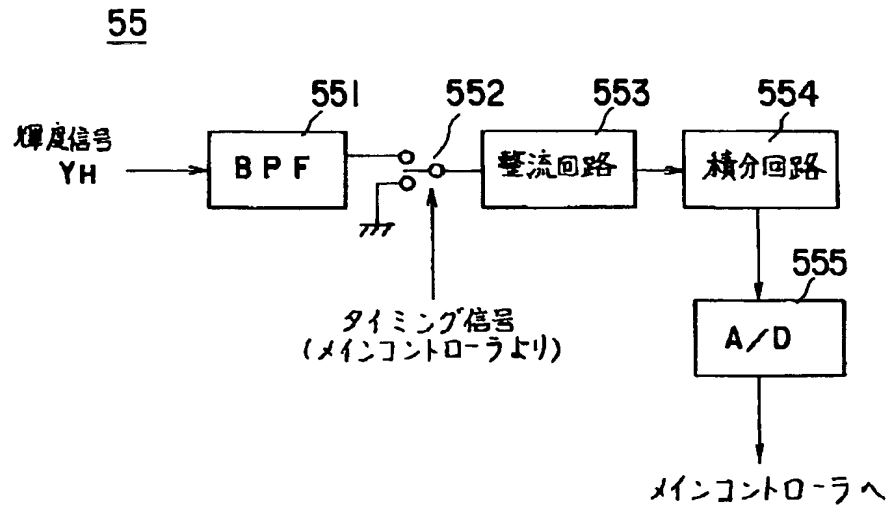 55
551
552
553
554
輝度信号
YH
BPF
整流回路
積分回路
555
タイミング信号
(メインコントローラより)
A/D
メインコントローラへ